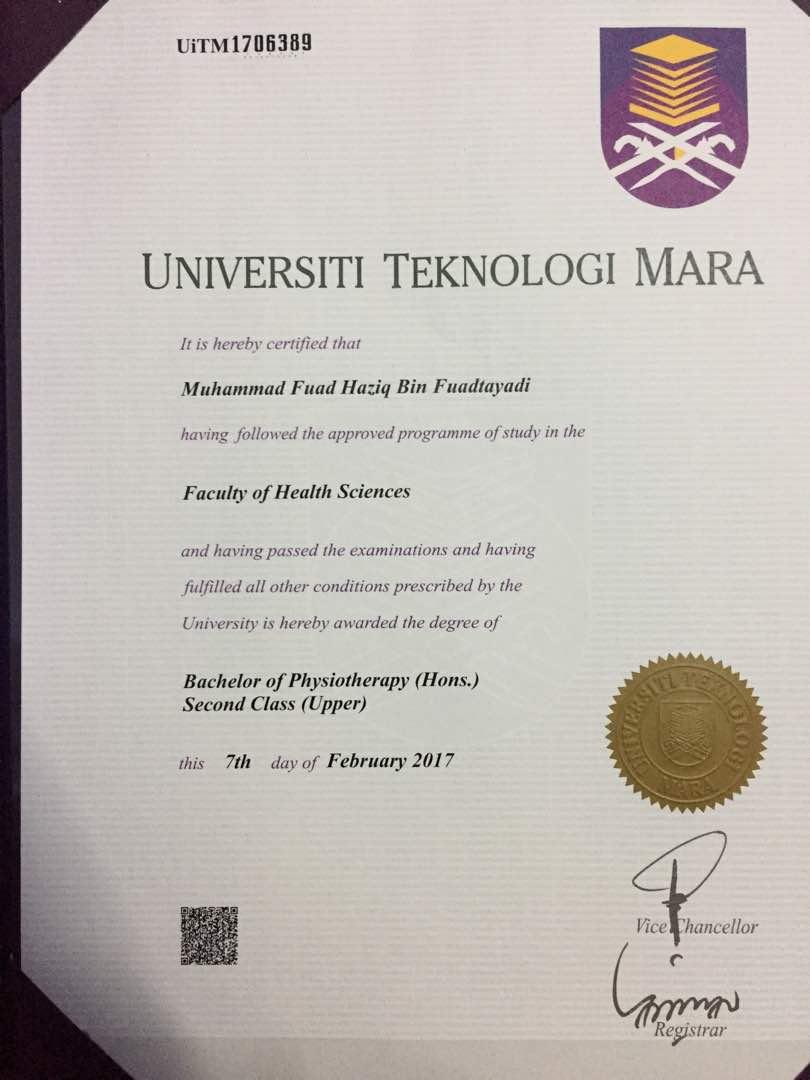 UiTM1706389
UNIVERSITI TEKNOLOGI MARA
It is hereby certified that
Muhammad Fuad Haziq Bin Fuadtayadi
having followed the approved programme of study in the
Faculty of Health Sciences
and having passed the examinations and having
fulfilled all other conditions prescribed by the
University is hereby awarded the degree of
Bachelor of Physiotherapy (Hons.)
Second Class (Upper)
this 7th day of February 2017
UNIVERSITI TEKNOLOGI
MARA
Vice Chancellor
Registrar